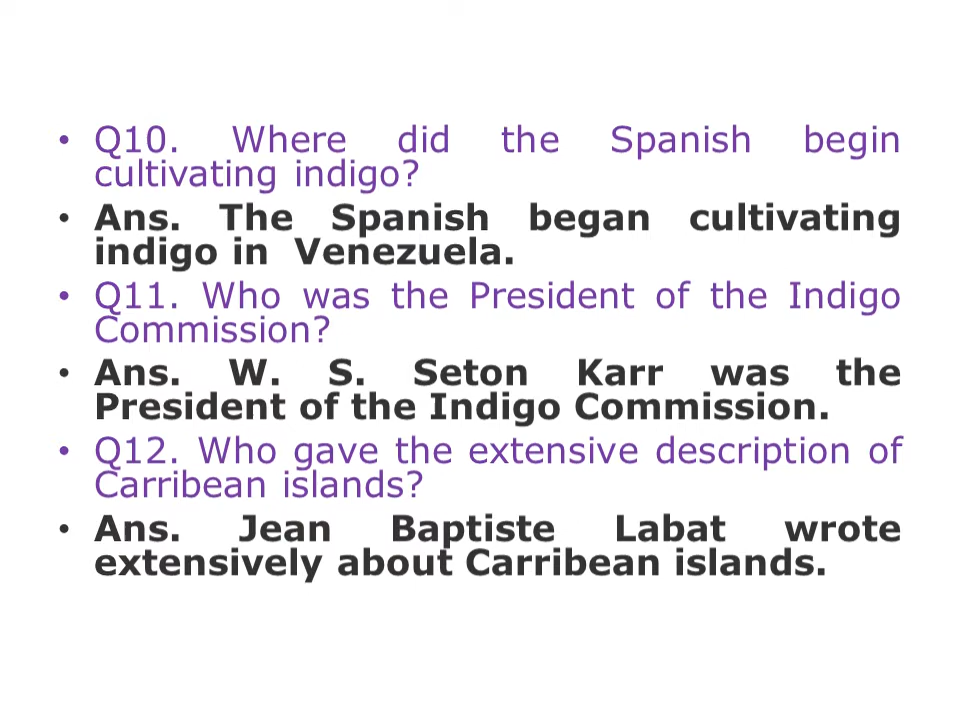 • Q10. Where did the Spanish begin
cultivating indigo?
• Ans. The Spanish began cultivating
indigo in  Venezuela.
• Q11. Who was the President of the Indigo
Commission?
• Ans. W. S. Seton Karr was the
President of the Indigo Commission.
• Q12. Who gave the extensive description of
Carribean islands?
• Ans. Jean Baptiste Labat wrote
extensively about Carribean islands.